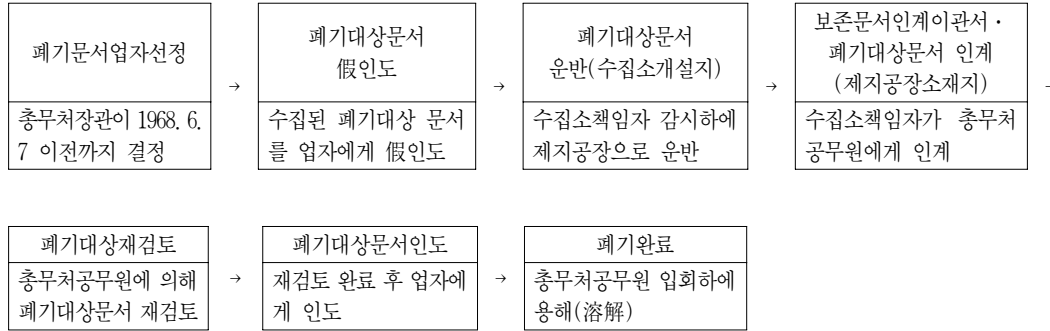 폐기문서업자선정
총무처장관이 1968. 6.
7 이전까지 결정
→
폐기대상문서
假인도
수집된 폐기대상 문서
를 업자에게 假인도
→
폐기대상문서
운반(수집소개설지)
수집소책임자 감시하에
제지공장으로 운반
→
보존문서인계이관서·
폐기대상문서 인계
(제지공장소재지)
수집소책임자가 총무처
공무원에게 인계
→
폐기대상재검토
총무처공무원에 의해
폐기대상문서 재검토
→
폐기대상문서인도
재검토 완료 후 업자에
게 인도
→
폐기완료
총무처공무원 입회하에
용해(溶解)